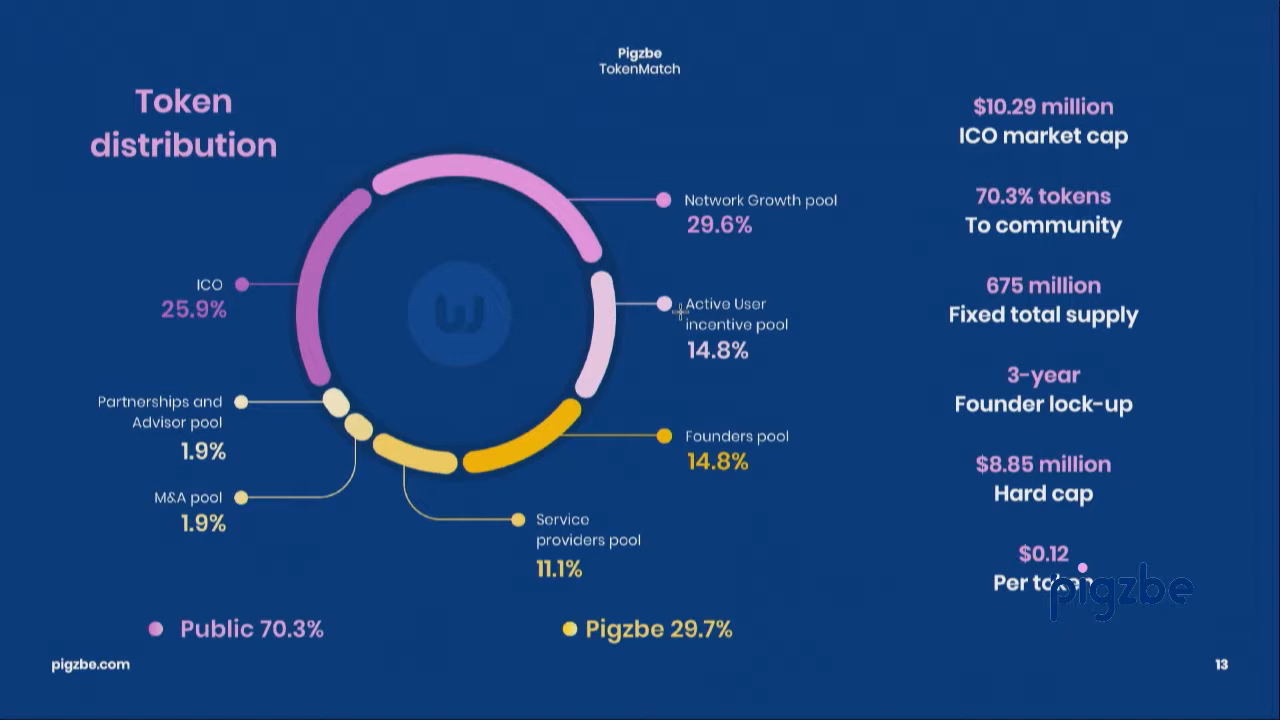 Pigzbe
TokenMatch
Token
distribution
Network Growth pool
29.6%
Active User
incentive pool
14.8%
Founders pool
14.8%
Service
providers pool
11.1%
ICO
25.9%
Partnerships and
Advisor pool
1.9%
M&A pool
1.9%
Public 70.3%
Pigzbe 29.7%
$10.29 million
ICO market cap
70.3% tokens
To community
675 million
Fixed total supply
3-year
Founder lock-up
$8.85 million
Hard cap
$0.12
Per token
pigzbe
pigzbe.com
13